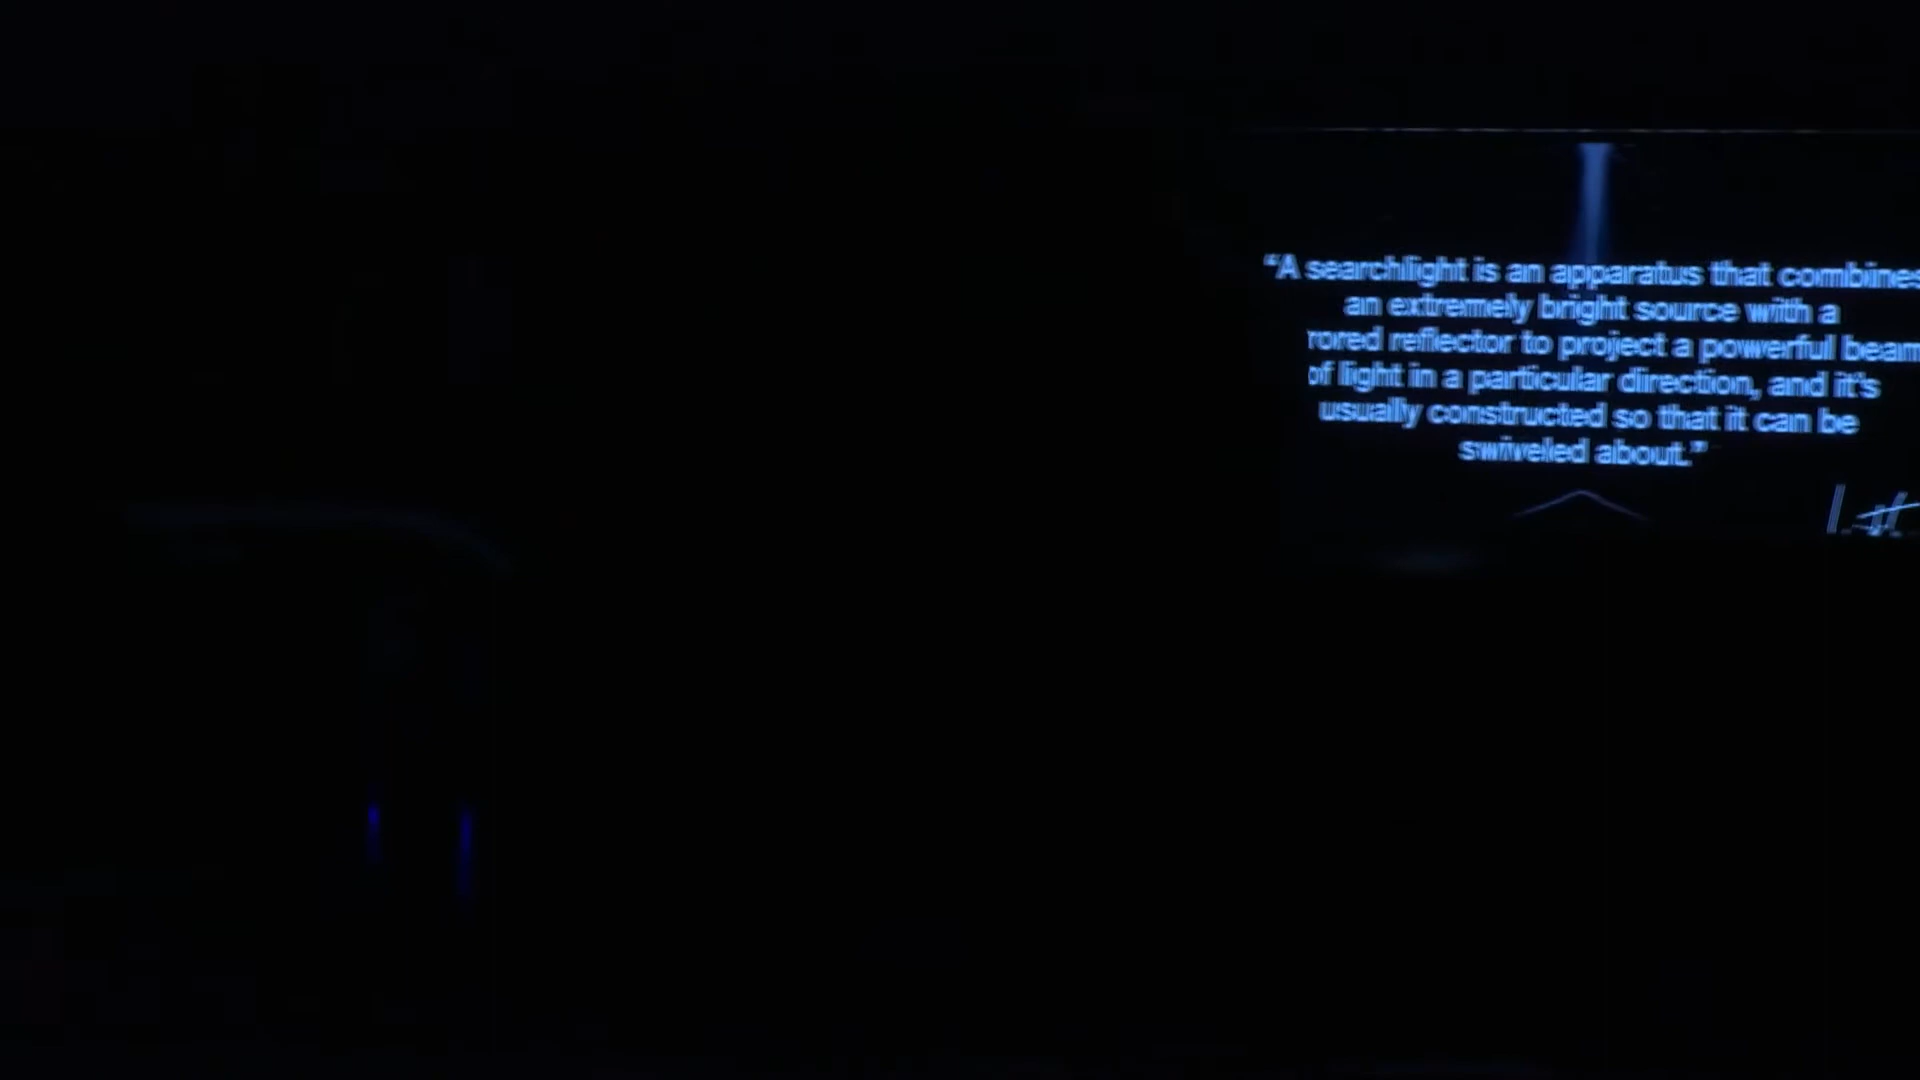 “A searchlight is an apparatus that combines
an extremely bright source with a
rored reflector to project a powerful beam
of light in a particular direction, and it's
usually constructed so that it can be
swiveled about.”